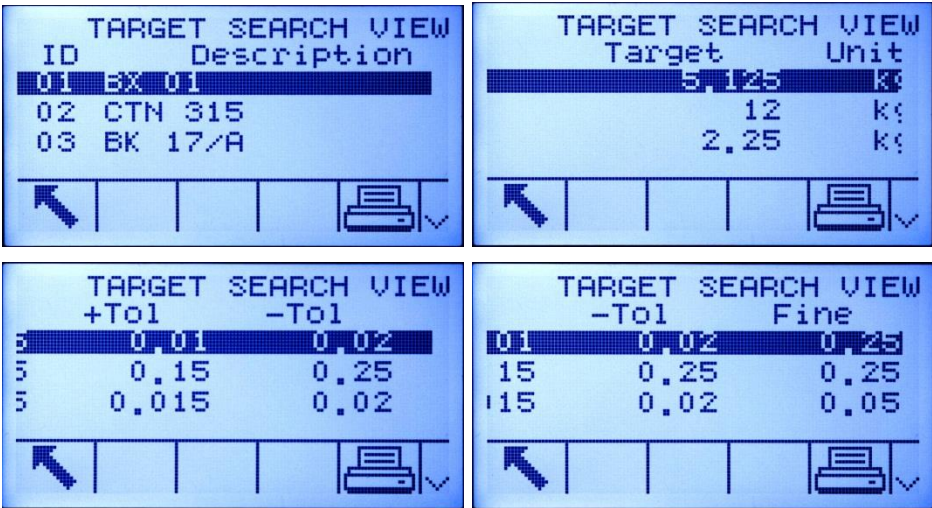 TARGET SEARCH VIEW
ID Description
01 BX 01
02 CTN 315
03 BK 17/A
TARGET SEARCH VIEW
Target Unit
5.125
12
2.25
TARGET SEARCH VIEW
+Tol -Tol
0.01 0.02
5 0.15 0.25
5 0.015 0.02
TARGET SEARCH VIEW
-Tol Fine
01 0.02 0.25
15 0.25 0.25
15 0.02 0.05